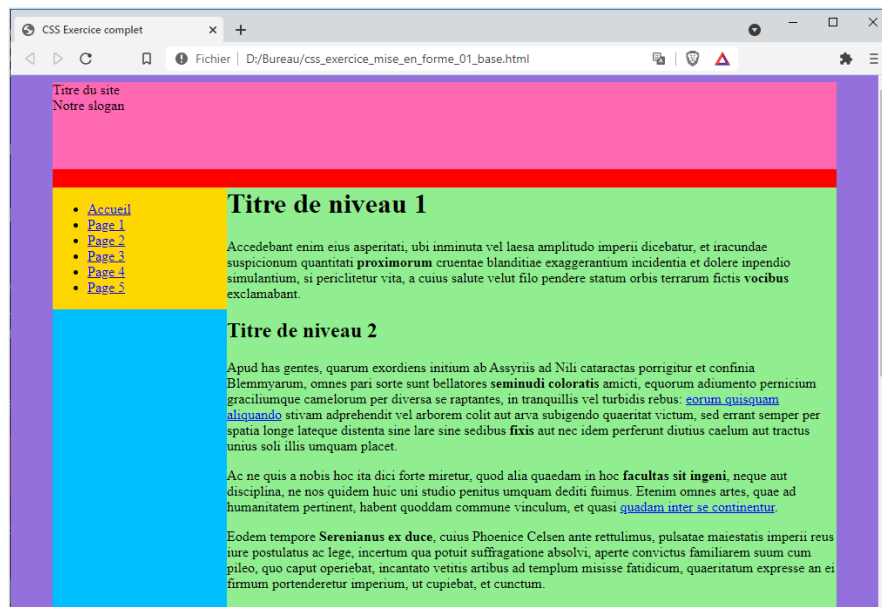 CSS Exercice complet
Fichier | D:/Bureau/css_exercice_mise_en_forme_01_base.html
Titre du site
Notre slogan
Accueil
Page 1
Page 2
Page 3
Page 4
Page 5
Titre de niveau 1
Accedebant enim eius asperitati, ubi inminuta vel laesa amplitudo imperii dicebatur, et iracundae
suspicionum quantitati proximorum cruentae blanditiae exaggerantium incidentia et dolere inpendio
simulantium, si periclitetur vita, a cuius salute velut filo pendere statum orbis terrarum fictis vocibus
exclamabant.
Titre de niveau 2
Apud has gentes, quarum exordiens initium ab Assyriis ad Nili cataractas porrigitur et confinia
Blemmyarum, omnes pari sorte sunt bellatores seminudi coloratis amicti, equorum adiumento pernicium
graciliumque camelorum per diversa se raptantes, in tranquillis vel turbidis rebus: eorum quisquam
aliquando stivam adprehendit vel arborem colit aut arva subigendo quaeritat victum, sed errant semper per
spatia longe lateque distenta sine lare sine sedibus fixis aut nec idem perferunt diutius caelum aut tractus
unius soli illis umquam placet.
Ac ne quis a nobis hoc ita dici forte miretur, quod alia quaedam in hoc facultas sit ingeni, neque aut
disciplina, ne nos quidem huic uni studio penitus umquam dediti fuimus. Etenim omnes artes, quae ad
humanitatem pertinent, habent quoddam commune vinculum, et quasi quadam inter se continentur.
Eodem tempore Serenianus ex duce, cuius Phoenice Celsen ante rettulimus, pulsatae maiestatis imperii reus
iure postulatus ac lege, incertum qua potuit suffragatione absolvi, aperte convictus familiarem suum cum
pileo, quo caput operiebat, incantato vetitis artibus ad templum misisse fatidicum, quaeritatum expresse an ei
firmum portenderetur imperium, ut cupiebat, et cunctum.